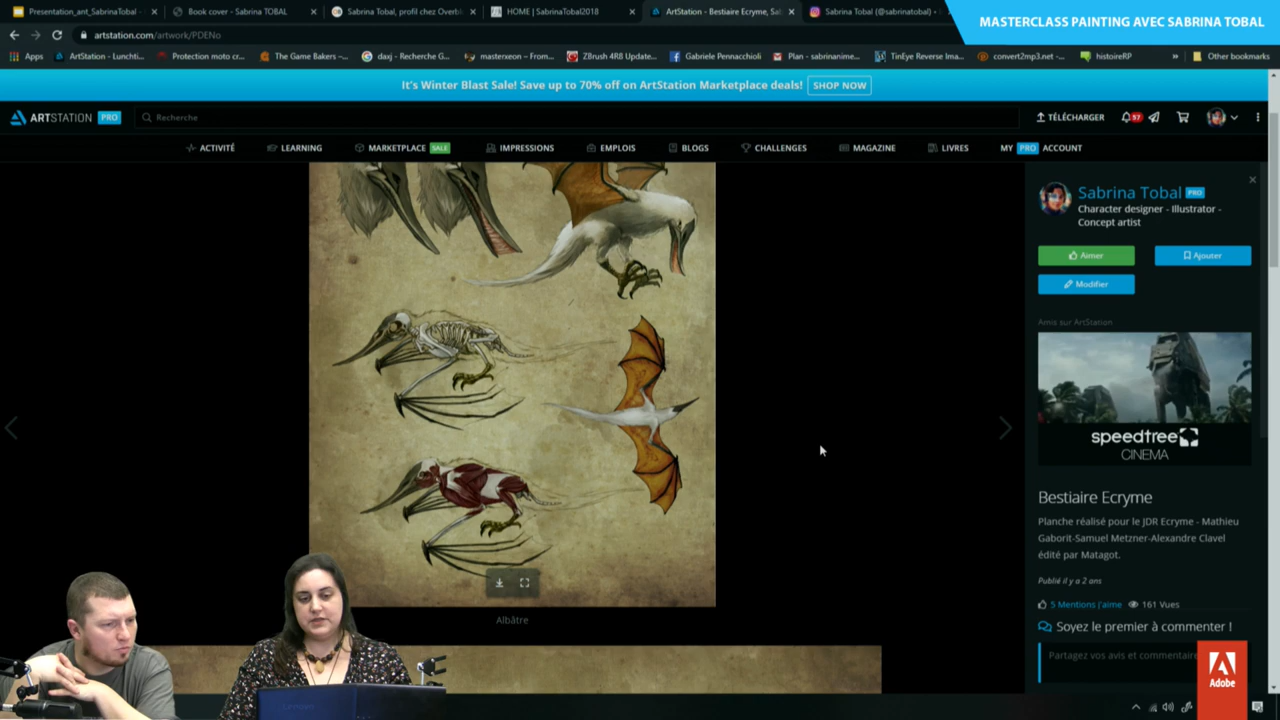 Presentation_ant_SabrinaTobal -
Book cover - Sabrina TOBAL
Sabrina Tobal, profil chez Overbl
HOME | SabrinaTobal2018
ArtStation - Bestiaire Ecryme, Sa
Sabrina Tobal (@sabrinatobal) •
MASTERCLASS PAINTING AVEC SABRINA TOBAL
artstation.com/artwork/PDENo
Apps
ArtStation - Lunchti...
Protection moto cr...
The Game Bakers –...
daxj - Recherche G...
masterxeon – From...
ZBrush 4R8 Update...
Gabriele Pennacchioli
Plan - sabrinanime...
TinEye Reverse Ima...
convert2mp3.net –...
histoireRP
»
Other bookmarks
It's Winter Blast Sale! Save up to 70% off on ArtStation Marketplace deals!
SHOP NOW
ARTSTATION PRO
Recherche
TÉLÉCHARGER
57
ACTIVITÉ
LEARNING
MARKETPLACE SALE
IMPRESSIONS
EMPLOIS
BLOGS
CHALLENGES
MAGAZINE
LIVRES
MY PRO ACCOUNT
Sabrina Tobal PRO
Character designer - Illustrator -
Concept artist
Aimer
Ajouter
Modifier
Amis sur ArtStation
speedtree
CINEMA
Bestiaire Ecryme
Planche réalisé pour le JDR Ecryme - Mathieu
Gaborit-Samuel Metzner-Alexandre Clavel
édité par Matagot.
Publié il y a 2 ans
5 Mentions j'aime
161 Vues
Soyez le premier à commenter !
Partagez vos avis et commentaire
Albâtre
Lenovo
Adobe